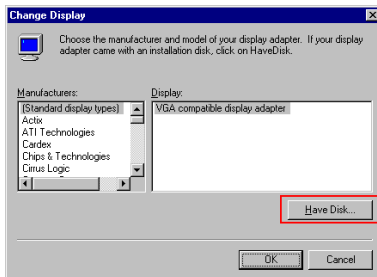 Change Display
Choose the manufacturer and model of your display adapter. If your display
adapter came with an installation disk, click on HaveDisk.
Manufacturers:
(Standard display types)
Actix
ATI Technologies
Cardex
Chips & Technologies
Cirrus Logic
Display:
VGA compatible display adapter
Have Disk...
OK
Cancel